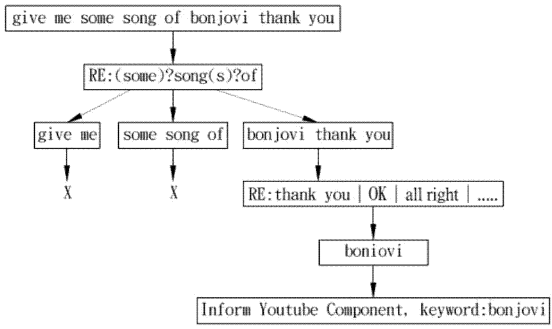 give me some song of bonjovi thank you
RE:(some)?song(s)?of
give me
some song of
bonjovi thank you
X
X
RE:thank you | OK | all right | .....
boniovi
Inform Youtube Component, keyword:bonjovi